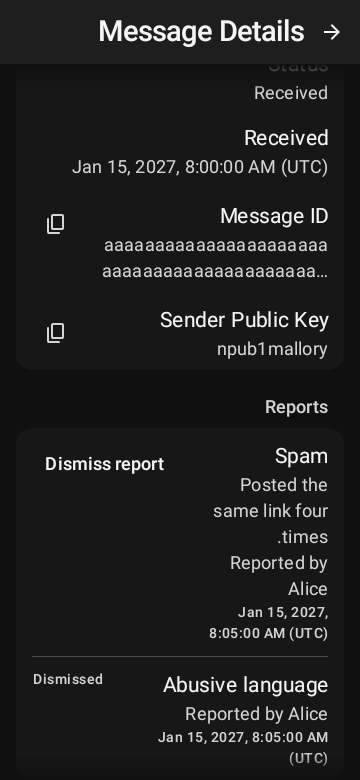 Message Details
Status
Received
Received
Jan 15, 2027, 8:00:00 AM (UTC)
Message ID
aaaaaaaaaaaaaaaaaaaaaa
aaaaaaaaaaaaaaaaaaaaa…
Sender Public Key
npub1mallory
Reports
Spam
Dismiss report
Posted the
same link four
.times
Reported by
Alice
Jan 15, 2027,
8:05:00 AM (UTC)
Abusive language
Dismissed
Reported by Alice
Jan 15, 2027, 8:05:00 AM
(UTC)